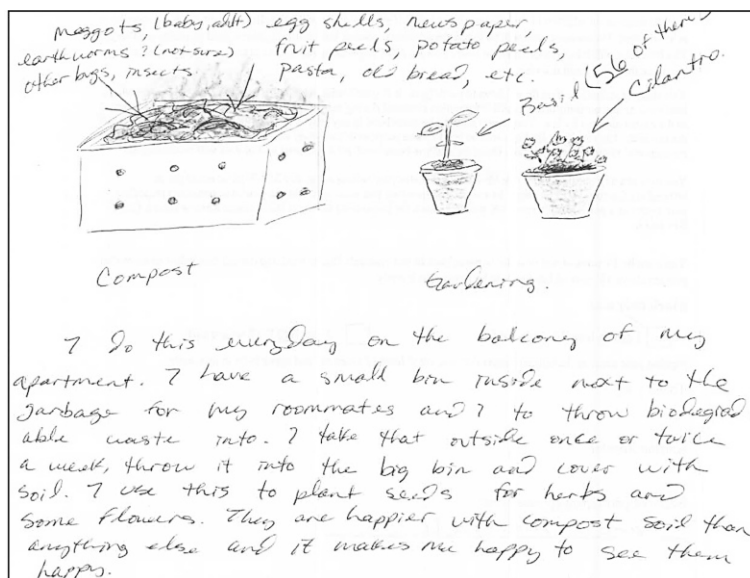 Meggots, (baby, adlt)
earthworms? (not sure)
other bugs, insects.
egg shells, newspaper,
fruit peels, potato peels,
pasta, old bread, etc.
Basil (56 of them)
Cilantro.
Compost
Gardening.
I do this everyday on the balcony of my
apartment. I have a small bin inside next to the
garbage for my roommates and I to throw biodegrad
able waste into. I take that outside once or twice
a week, throw it into the big bin and cover with
soil. I use this to plant seeds for herbs and
some flowers. They are happier with compost soil than
anything else and it makes me happy to see them
happy.